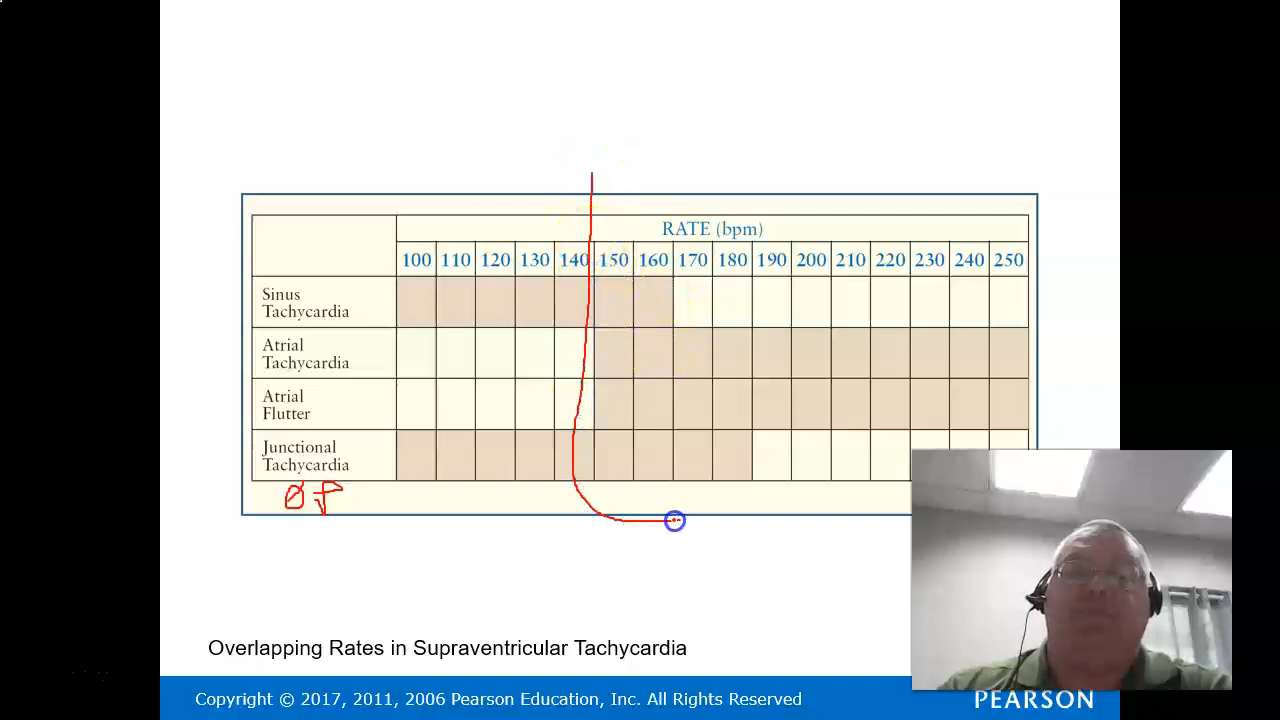 RATE (bpm)
100 110 120 130 140 150 160 170 180 190 200 210 220 230 240 250
Sinus
Tachycardia
Atrial
Tachycardia
Atrial
Flutter
Junctional
Tachycardia
Overlapping Rates in Supraventricular Tachycardia
Copyright © 2017, 2011, 2006 Pearson Education, Inc. All Rights Reserved
PEARSON